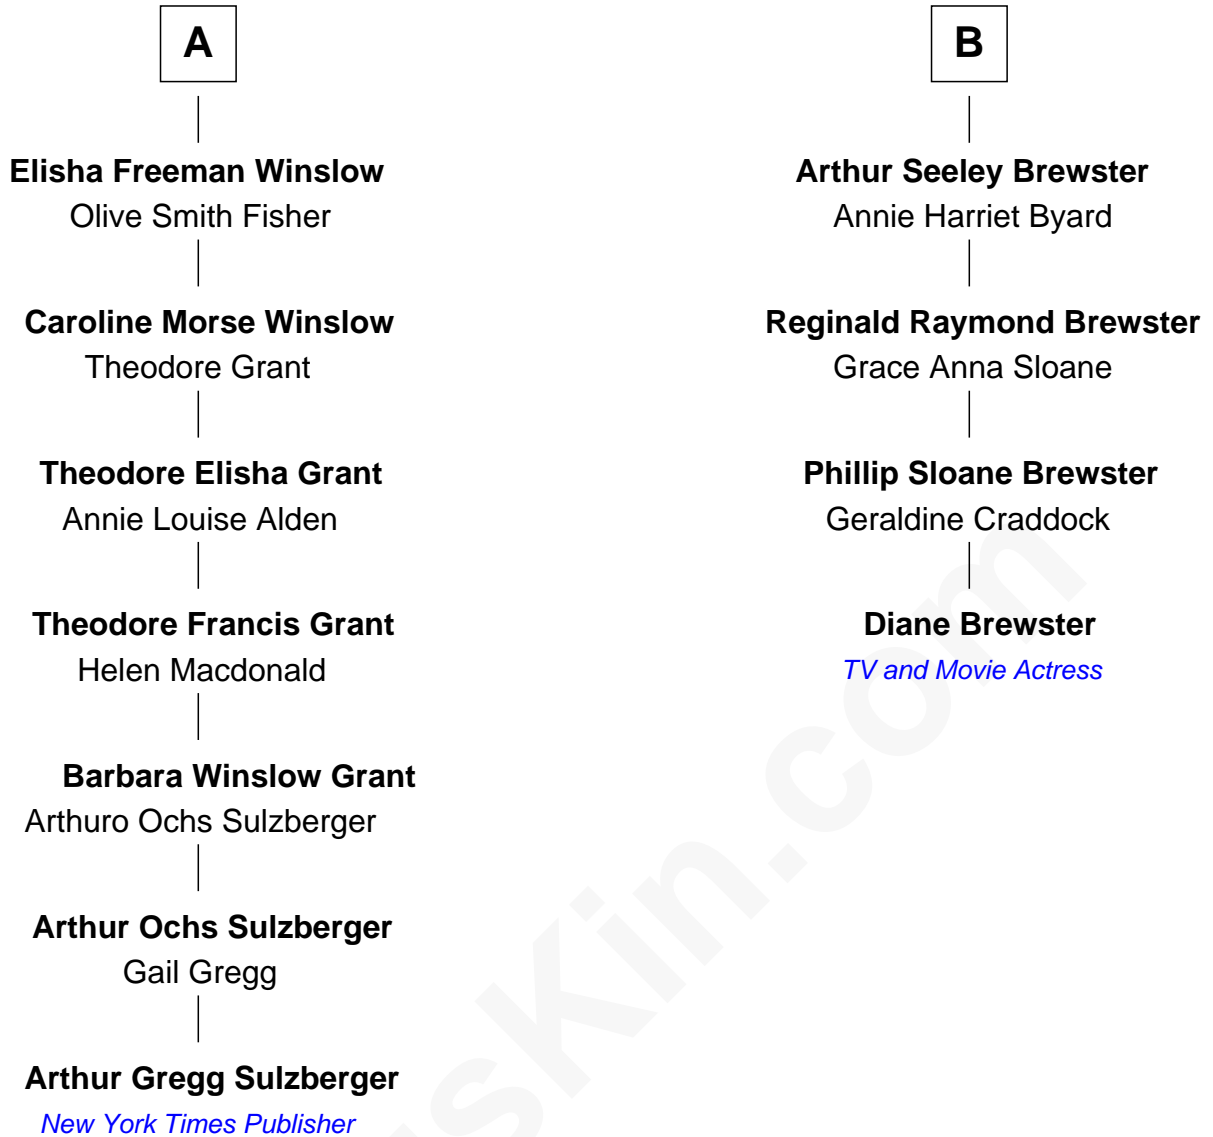 A
Elisha Freeman Winslow
Olive Smith Fisher
Caroline Morse Winslow
Theodore Grant
Theodore Elisha Grant
Annie Louise Alden
Theodore Francis Grant
Helen Macdonald
Barbara Winslow Grant
Arthuro Ochs Sulzberger
Arthur Ochs Sulzberger
Gail Gregg
Arthur Gregg Sulzberger
New York Times Publisher
B
Arthur Seeley Brewster
Annie Harriet Byard
Reginald Raymond Brewster
Grace Anna Sloane
Phillip Sloane Brewster
Geraldine Craddock
Diane Brewster
TV and Movie Actress
sKin.com